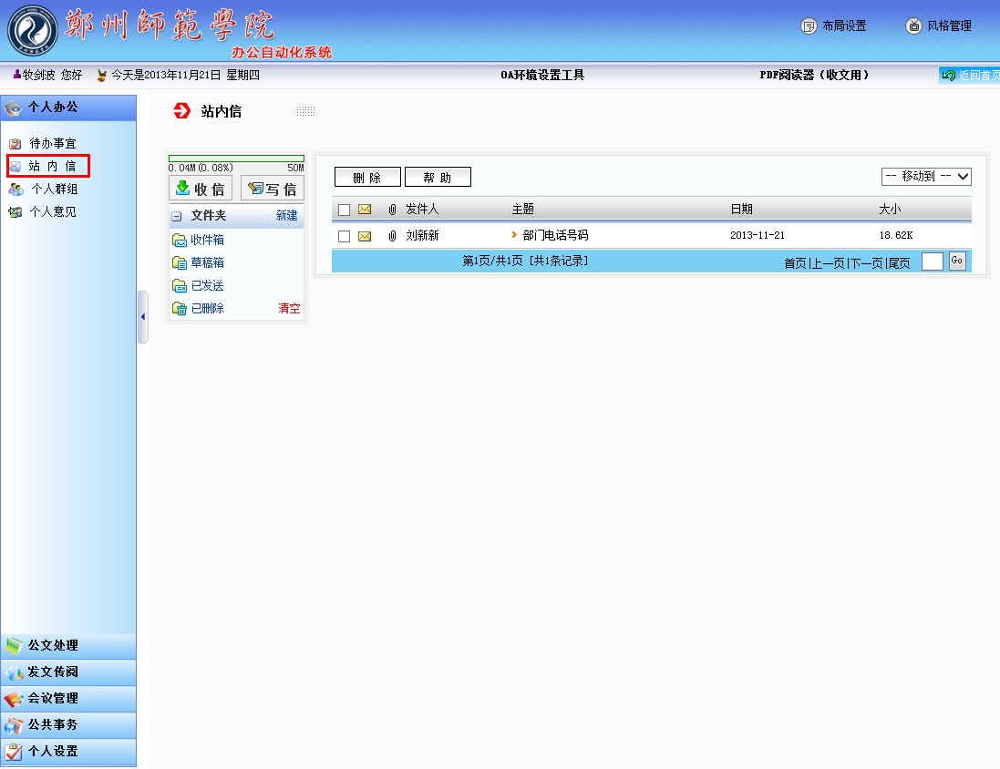 鄭州師範學院
办公自动化系统
布局设置 风格管理
牧剑波 您好 今天是2013年11月21日 星期四 OA环境设置工具 PDF阅读器（收文用） 返回首页
个人办公
待办事宜
站 内 信
个人群组
个人意见
站内信
0.04M(0.08%) 50M
收 信 写 信
文件夹 新建
收件箱
草稿箱
已发送
已删除 清空
删 除 帮 助 -- 移动到 --
发件人 主题 日期 大小
刘新新 部门电话号码 2013-11-21 18.62K
第1页/共1页 [共1条记录] 首页|上一页|下一页|尾页 Go
公文处理
发文传阅
会议管理
公共事务
个人设置